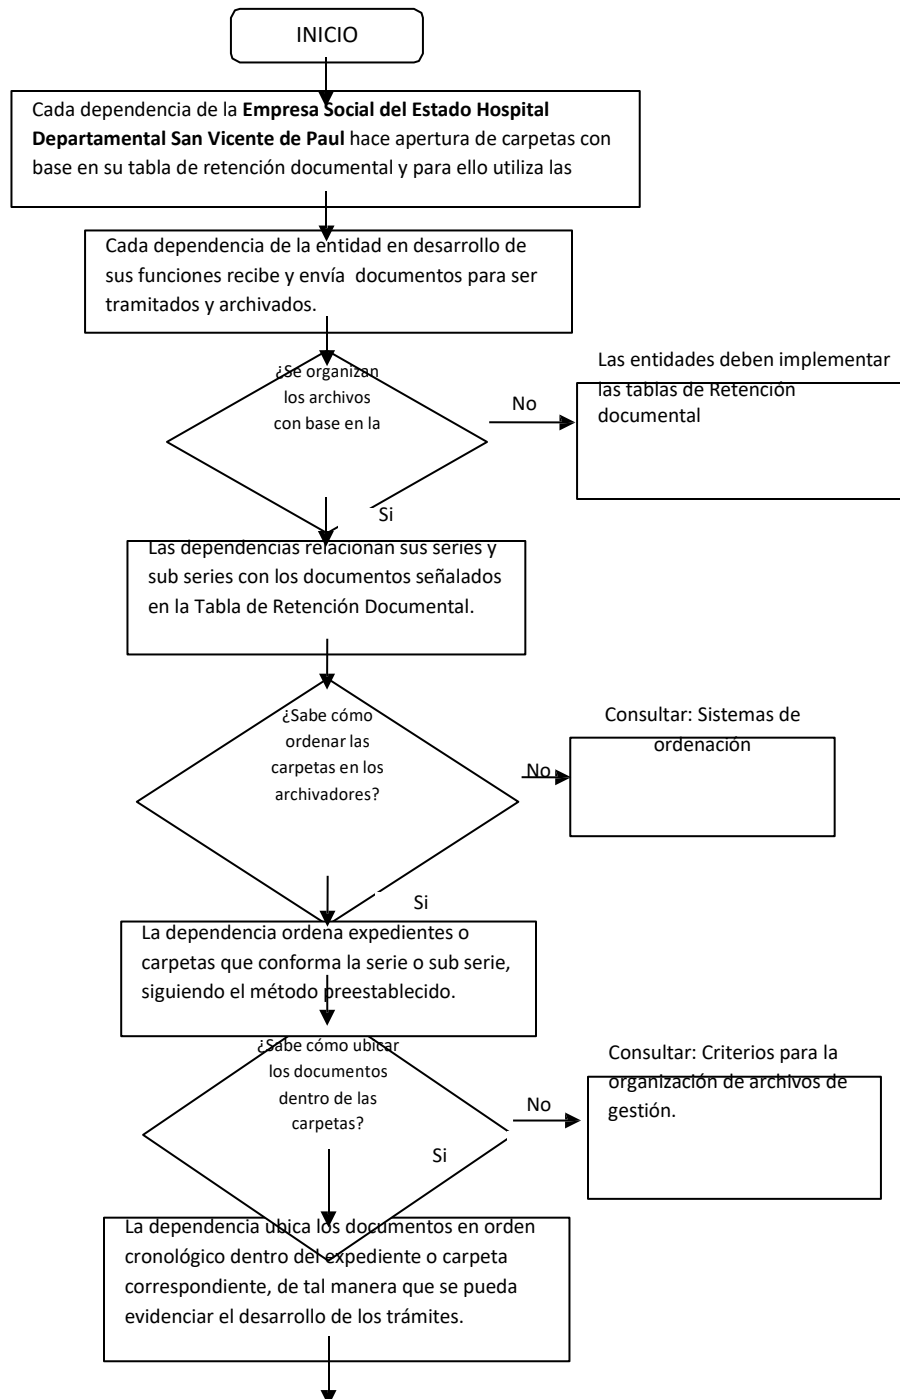 INICIO
Cada dependencia de la Empresa Social del Estado Hospital
Departamental San Vicente de Paul hace apertura de carpetas con
base en su tabla de retención documental y para ello utiliza las
Cada dependencia de la entidad en desarrollo de
sus funciones recibe y envía documentos para ser
tramitados y archivados.
¿Se organizan
los archivos
con base en la
No
Las entidades deben implementar
las tablas de Retención
documental
Si
Las dependencias relacionan sus series y
sub series con los documentos señalados
en la Tabla de Retención Documental.
¿Sabe cómo
ordenar las
carpetas en los
archivadores?
No
Consultar: Sistemas de
ordenación
Si
La dependencia ordena expedientes o
carpetas que conforma la serie o sub serie,
siguiendo el método preestablecido.
¿Sabe cómo ubicar
los documentos
dentro de las
carpetas?
No
Consultar: Criterios para la
organización de archivos de
gestión.
Si
La dependencia ubica los documentos en orden
cronológico dentro del expediente o carpeta
correspondiente, de tal manera que se pueda
evidenciar el desarrollo de los trámites.